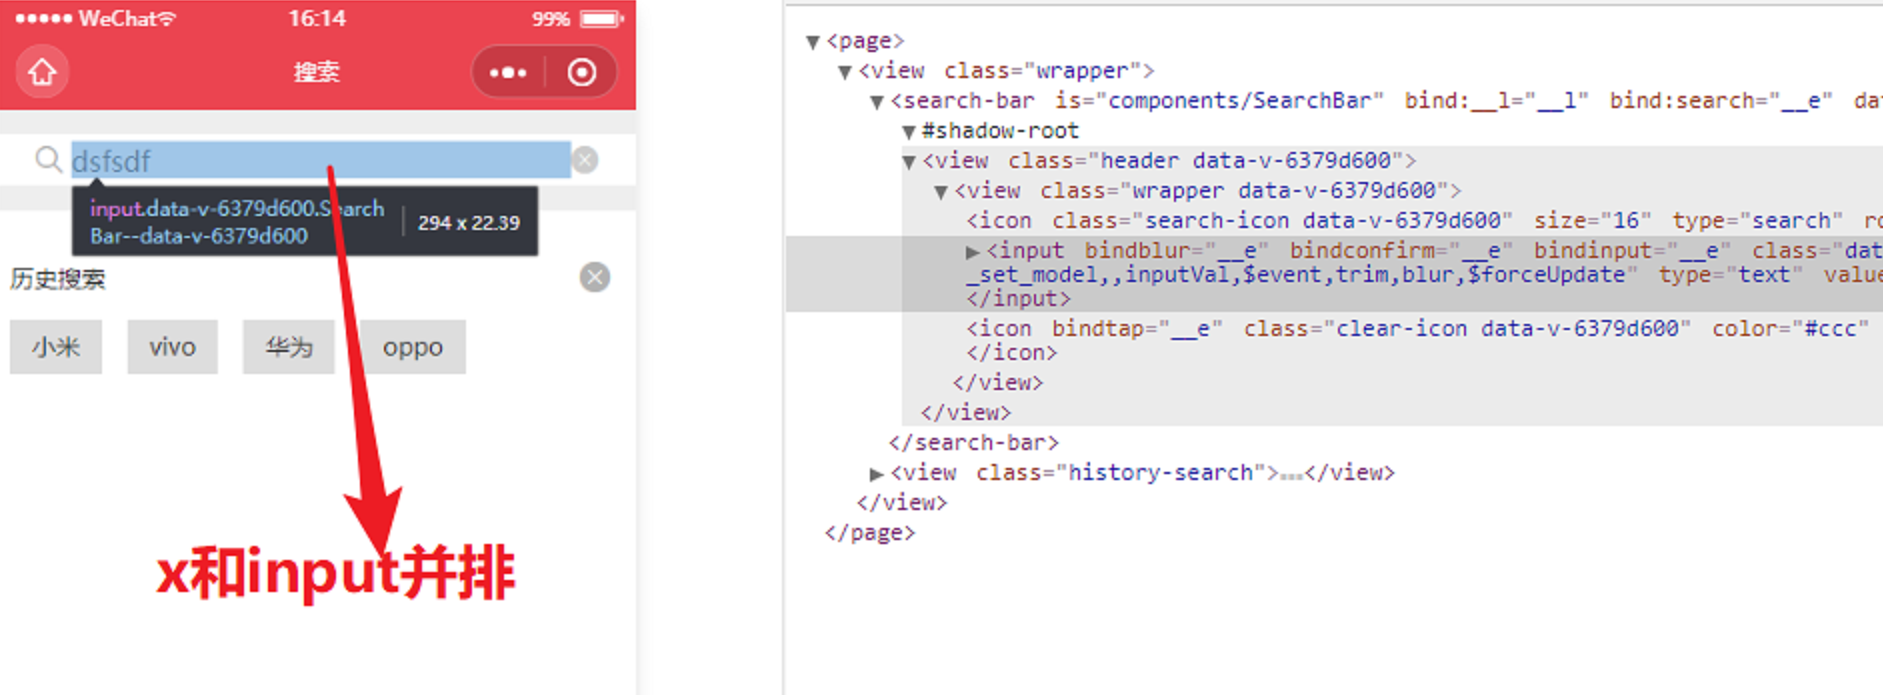 WeChat 16:14 99%
搜索
dsfsdf
input.data-v-6379d600.Search
Bar--data-v-6379d600
294 x 22.39
历史搜索
小米 vivo 华为 oppo
x和input并排
▼<page>
▼<view class="wrapper">
▼<search-bar is="components/SearchBar" bind:__l="__l" bind:search="__e" da
▼#shadow-root
▼<view class="header data-v-6379d600">
▼<view class="wrapper data-v-6379d600">
<icon class="search-icon data-v-6379d600" size="16" type="search" ro
▶<input bindblur="__e" bindconfirm="__e" bindinput="__e" class="dat
_set_model,,inputVal,$event,trim,blur,$forceUpdate" type="text" value
</input>
<icon bindtap="__e" class="clear-icon data-v-6379d600" color="#ccc"
</icon>
</view>
</view>
</search-bar>
▶<view class="history-search">…</view>
</view>
</page>